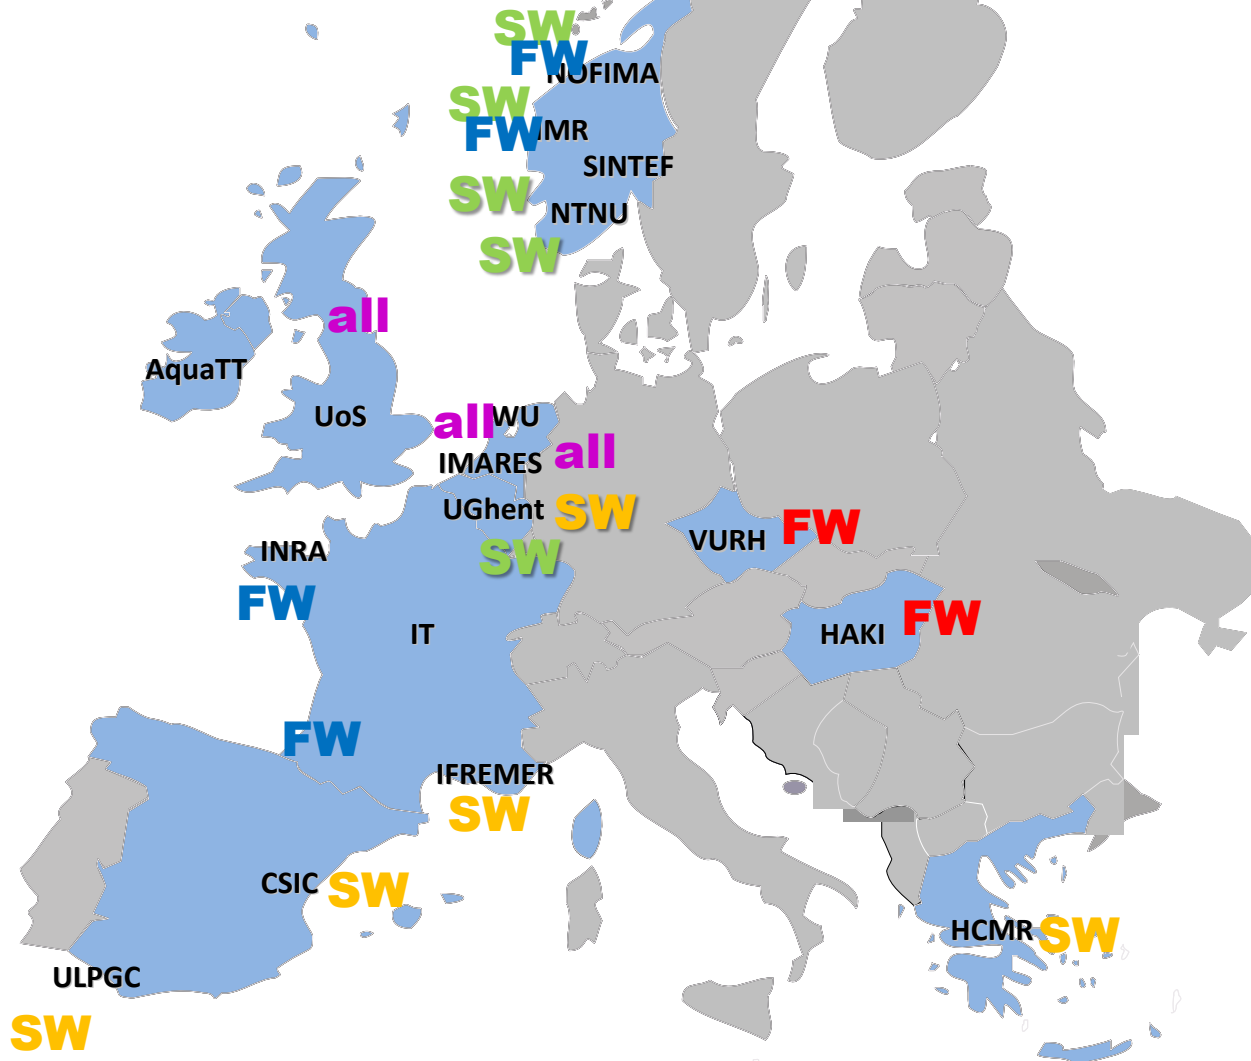 SW
FW
NOFIMA
SW
FW
IMR
SINTEF
SW
NTNU
SW
all
AquaTT
UoS
all
WU
IMARES
all
UGhent
SW
SW
VURH
FW
INRA
FW
IT
HAKI
FW
FW
IFREMER
SW
CSIC
SW
HCMR
SW
ULPGC
SW